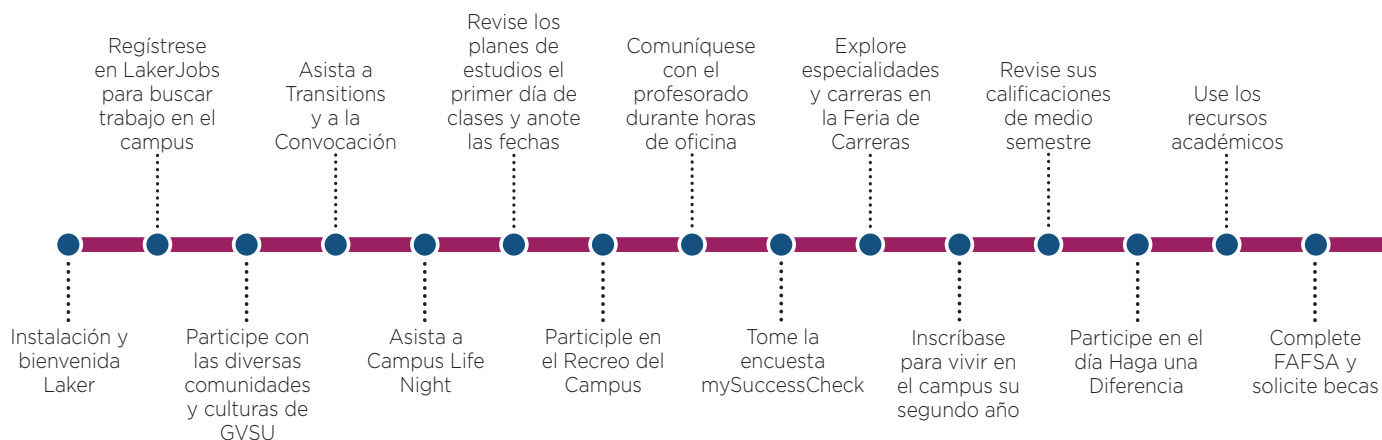 Instalación y
bienvenida
Laker
Regístrese
en LakerJobs
para buscar
trabajo en el
campus
Participe con
las diversas
comunidades
y culturas de
GVSU
Asista a
Transitions
y a la
Convocación
Asista a
Campus Life
Night
Revise los
planes de
estudios el
primer día de
clases y anote
las fechas
Participle en
el Recreo del
Campus
Comuníquese
con el
profesorado
durante horas
de oficina
Tome la
encuesta
mySuccessCheck
Explore
especialidades
y carreras en
la Feria de
Carreras
Inscríbase
para vivir en
el campus su
segundo año
Revise sus
calificaciones
de medio
semestre
Participe en el
día Haga una
Diferencia
Use los
recursos
académicos
Complete
FAFSA y
solicite becas